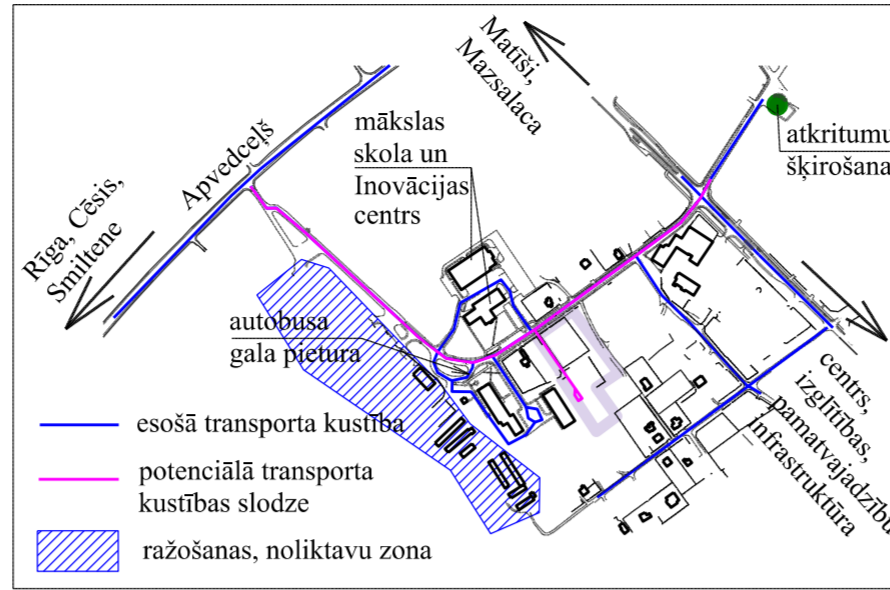 Matīši,
Mazsalaca
mākslas
skola un
Inovācijas
centrs
atkritumu
šķirošana
Apvedceļš
Rīga, Cēsis,
Smiltene
autobusa
gala pietura
centrs,
izglītības,
pamatvajadzību
infrastruktūra
esošā transporta kustība
potenciālā transporta
kustības slodze
ražošanas, noliktavu zona